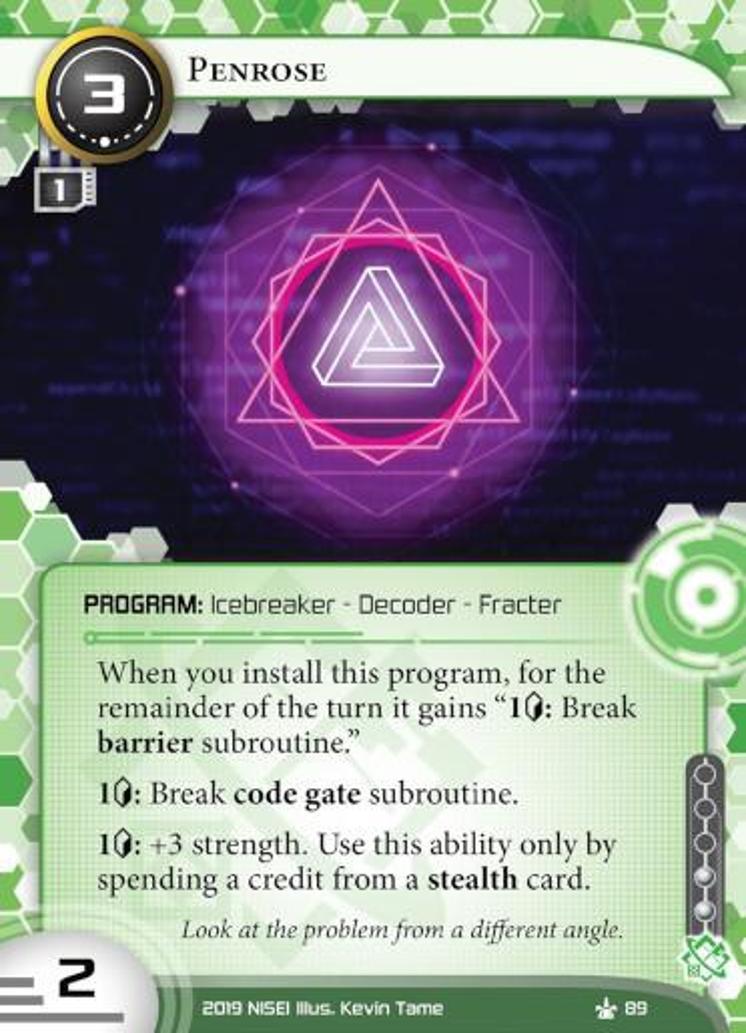 3
PENROSE
1
PROGRAM: Icebreaker - Decoder - Fracter
When you install this program, for the
remainder of the turn it gains “1: Break
barrier subroutine.”
1: Break code gate subroutine.
1: +3 strength. Use this ability only by
spending a credit from a stealth card.
Look at the problem from a different angle.
2
2019 NISEI Illus. Kevin Tame
89